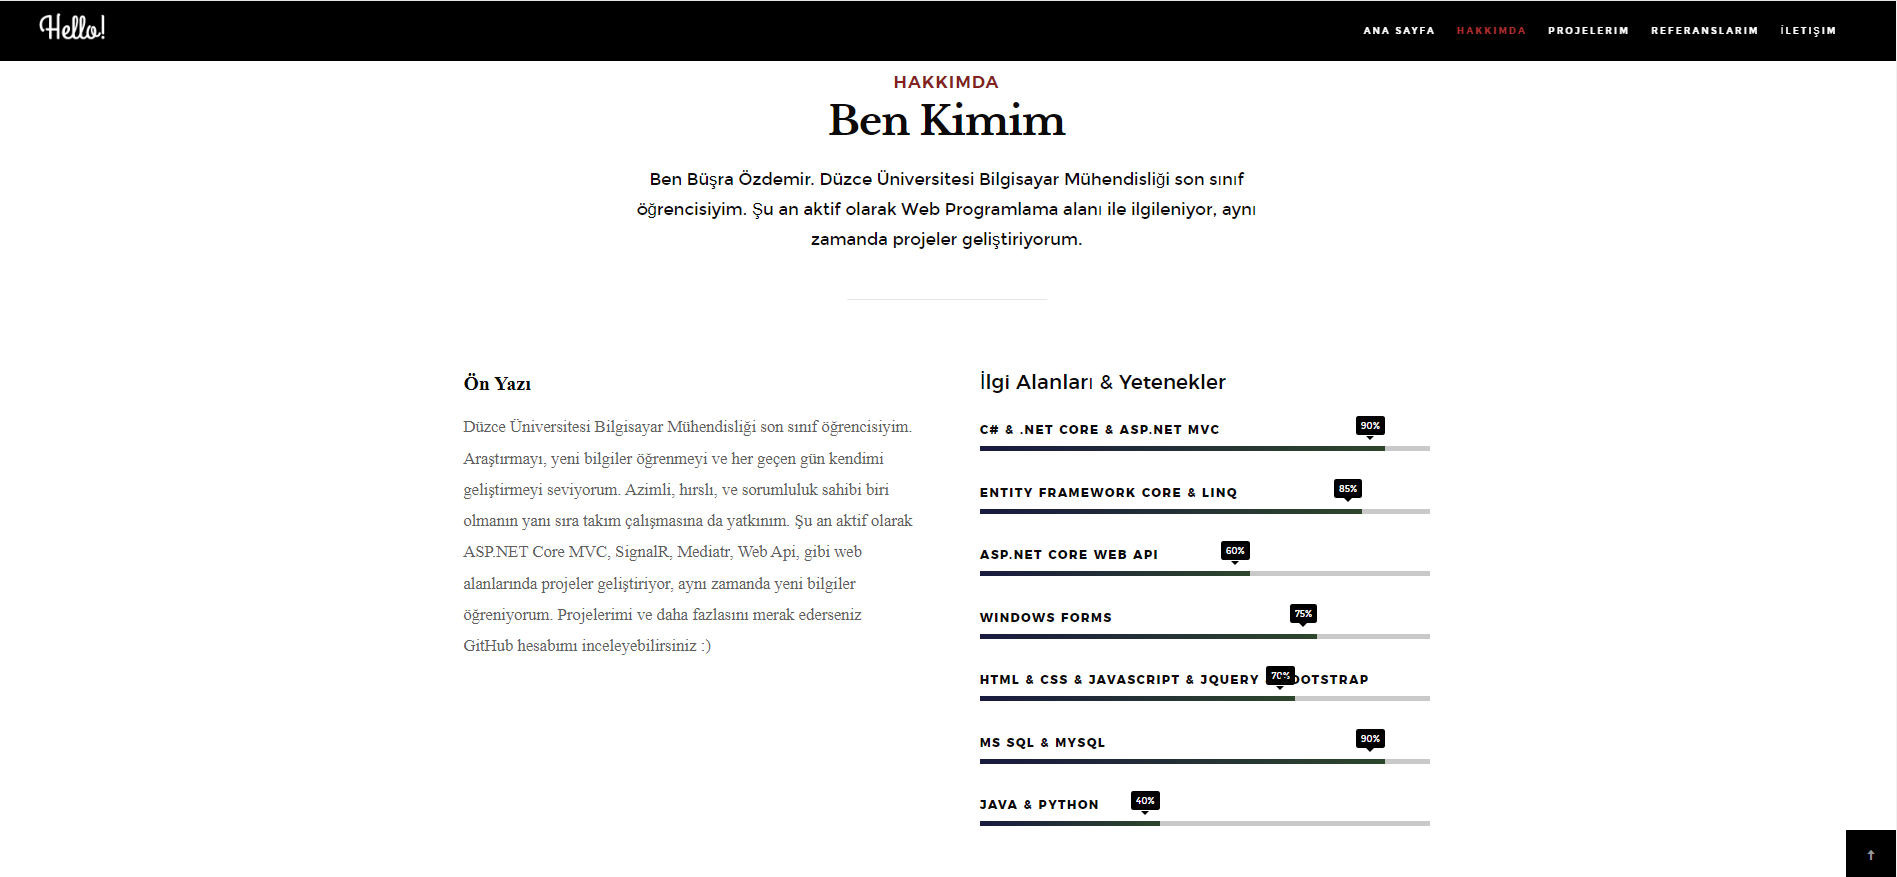 Hello!
ANA SAYFA HAKKIMDA PROJELERIM REFERANSLARIM İLETIŞIM
HAKKIMDA
Ben Kimim
Ben Büşra Özdemir. Düzce Üniversitesi Bilgisayar Mühendisliği son sınıf
öğrencisiyim. Şu an aktif olarak Web Programlama alanı ile ilgileniyor, aynı
zamanda projeler geliştiriyorum.
Ön Yazı
Düzce Üniversitesi Bilgisayar Mühendisliği son sınıf öğrencisiyim.
Araştırmayı, yeni bilgiler öğrenmeyi ve her geçen gün kendimi
geliştirmeyi seviyorum. Azimli, hırslı, ve sorumluluk sahibi biri
olmanın yanı sıra takım çalışmasına da yatkınım. Şu an aktif olarak
ASP.NET Core MVC, SignalR, Mediatr, Web Api, gibi web
alanlarında projeler geliştiriyor, aynı zamanda yeni bilgiler
öğreniyorum. Projelerimi ve daha fazlasını merak ederseniz
GitHub hesabımı inceleyebilirsiniz :)
İlgi Alanları & Yetenekler
C# & .NET CORE & ASP.NET MVC 90%
ENTITY FRAMEWORK CORE & LINQ 85%
ASP.NET CORE WEB API 60%
WINDOWS FORMS 75%
HTML & CSS & JAVASCRIPT & JQUERY 70%
MS SQL & MYSQL 90%
JAVA & PYTHON 40%